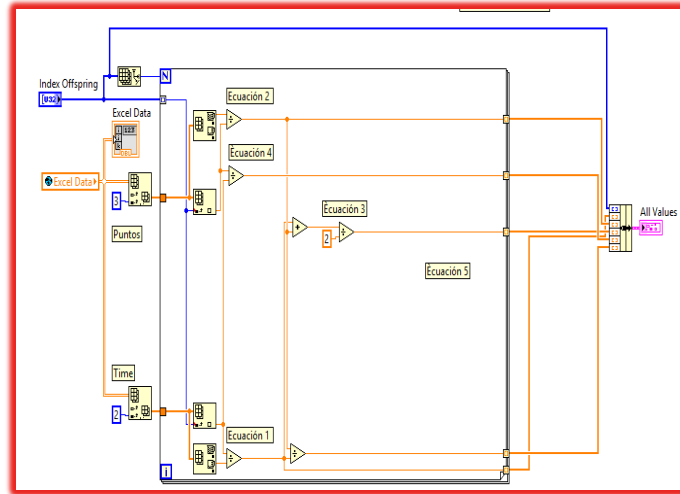 Index Offspring
[U32]
N
Excel Data
Excel Data
3
Puntos
Ecuación 2
Ecuación 4
Ecuación 3
2
Ecuación 5
All Values
Time
2
Ecuación 1
i